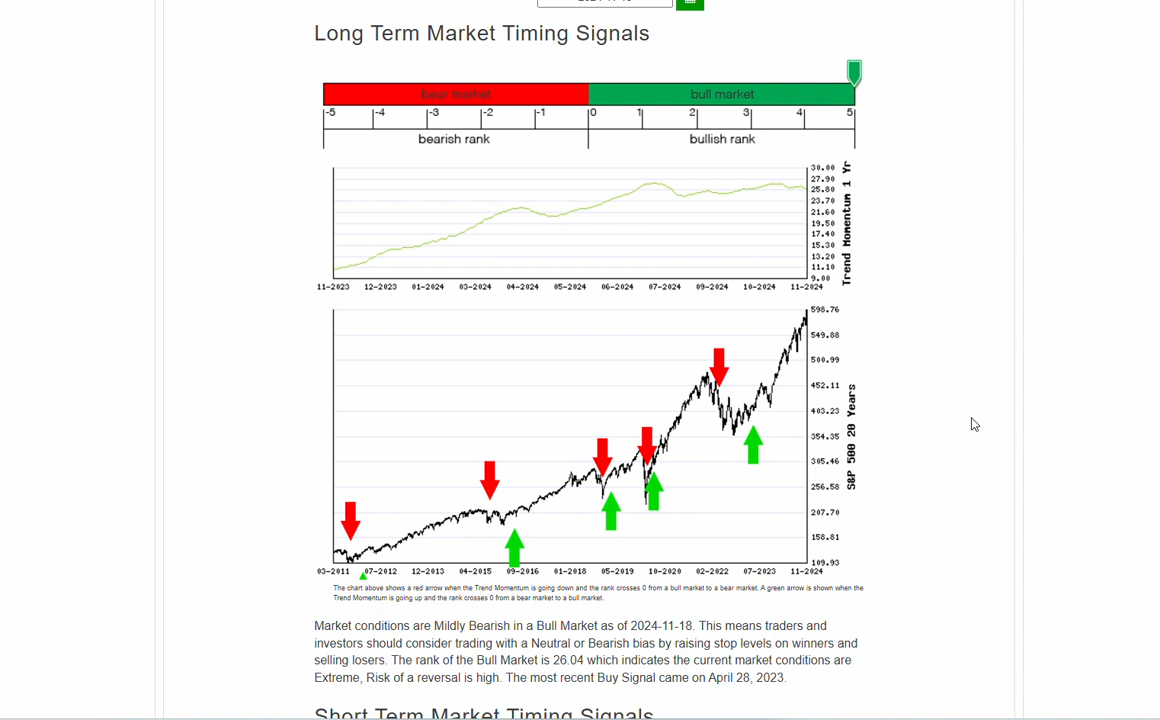 Long Term Market Timing Signals
bear market bull market
-5 -4 -3 -2 -1 0 1 2 3 4 5
bearish rank bullish rank
30.00
27.90
25.80
23.70
21.60
19.50
17.40
15.30
13.20
11.10
9.00
Trend Momentum 1 Yr
11-2023 12-2023 01-2024 03-2024 04-2024 05-2024 06-2024 07-2024 09-2024 10-2024 11-2024
598.76
549.88
500.99
452.11
403.23
354.35
305.46
256.58
207.70
158.81
109.93
S&P 500 20 Years
03-2011 07-2012 12-2013 04-2015 09-2016 01-2018 05-2019 10-2020 02-2022 07-2023 11-2024
The chart above shows a red arrow when the Trend Momentum is going down and the rank crosses 0 from a bull market to a bear market. A green arrow is shown when the
Trend Momentum is going up and the rank crosses 0 from a bear market to a bull market.
Market conditions are Mildly Bearish in a Bull Market as of 2024-11-18. This means traders and
investors should consider trading with a Neutral or Bearish bias by raising stop levels on winners and
selling losers. The rank of the Bull Market is 26.04 which indicates the current market conditions are
Extreme, Risk of a reversal is high. The most recent Buy Signal came on April 28, 2023.
Short Term Market Timing Signals